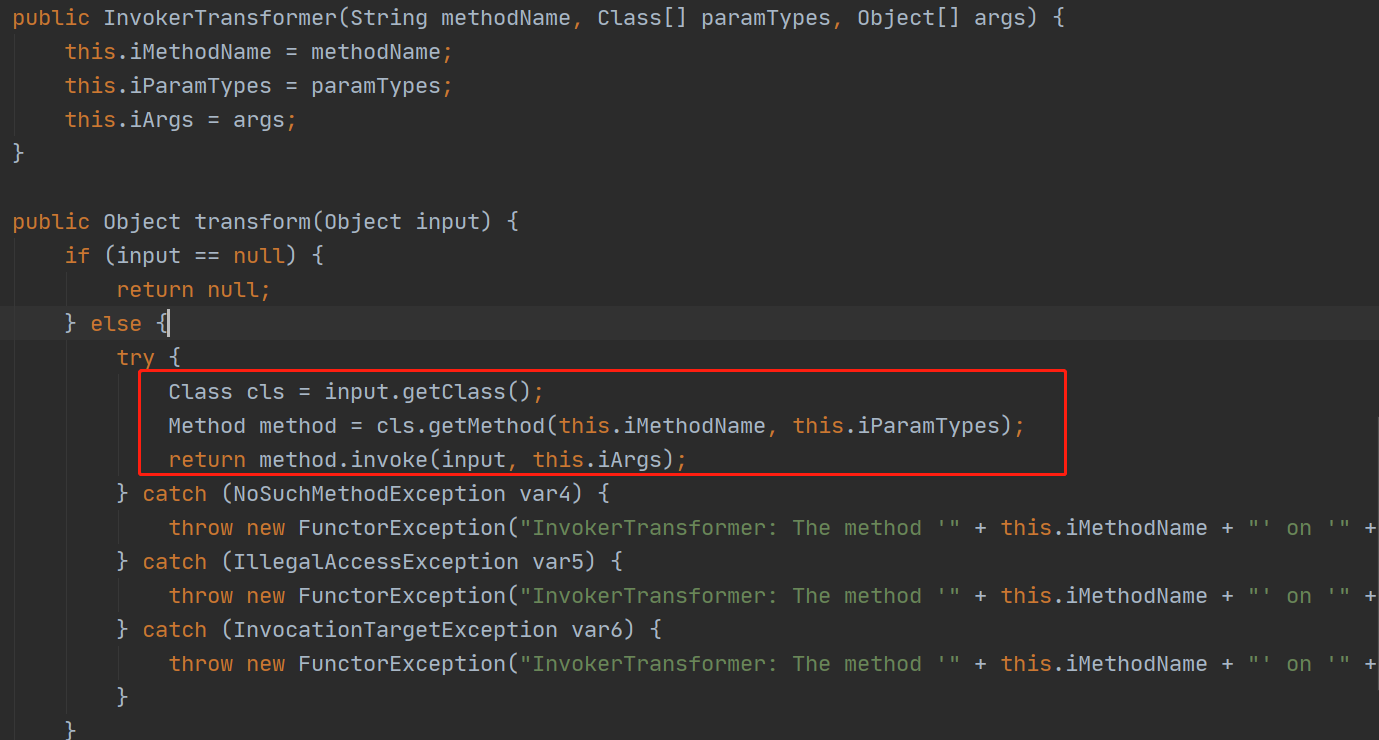 public InvokerTransformer(String methodName, Class[] paramTypes, Object[] args) {
    this.iMethodName = methodName;
    this.iParamTypes = paramTypes;
    this.iArgs = args;
}
public Object transform(Object input) {
    if (input == null) {
        return null;
    } else {
        try {
            Class cls = input.getClass();
            Method method = cls.getMethod(this.iMethodName, this.iParamTypes);
            return method.invoke(input, this.iArgs);
        } catch (NoSuchMethodException var4) {
            throw new FunctorException("InvokerTransformer: The method '" + this.iMethodName + "' on '" +
        } catch (IllegalAccessException var5) {
            throw new FunctorException("InvokerTransformer: The method '" + this.iMethodName + "' on '" +
        } catch (InvocationTargetException var6) {
            throw new FunctorException("InvokerTransformer: The method '" + this.iMethodName + "' on '" +
        }
    }